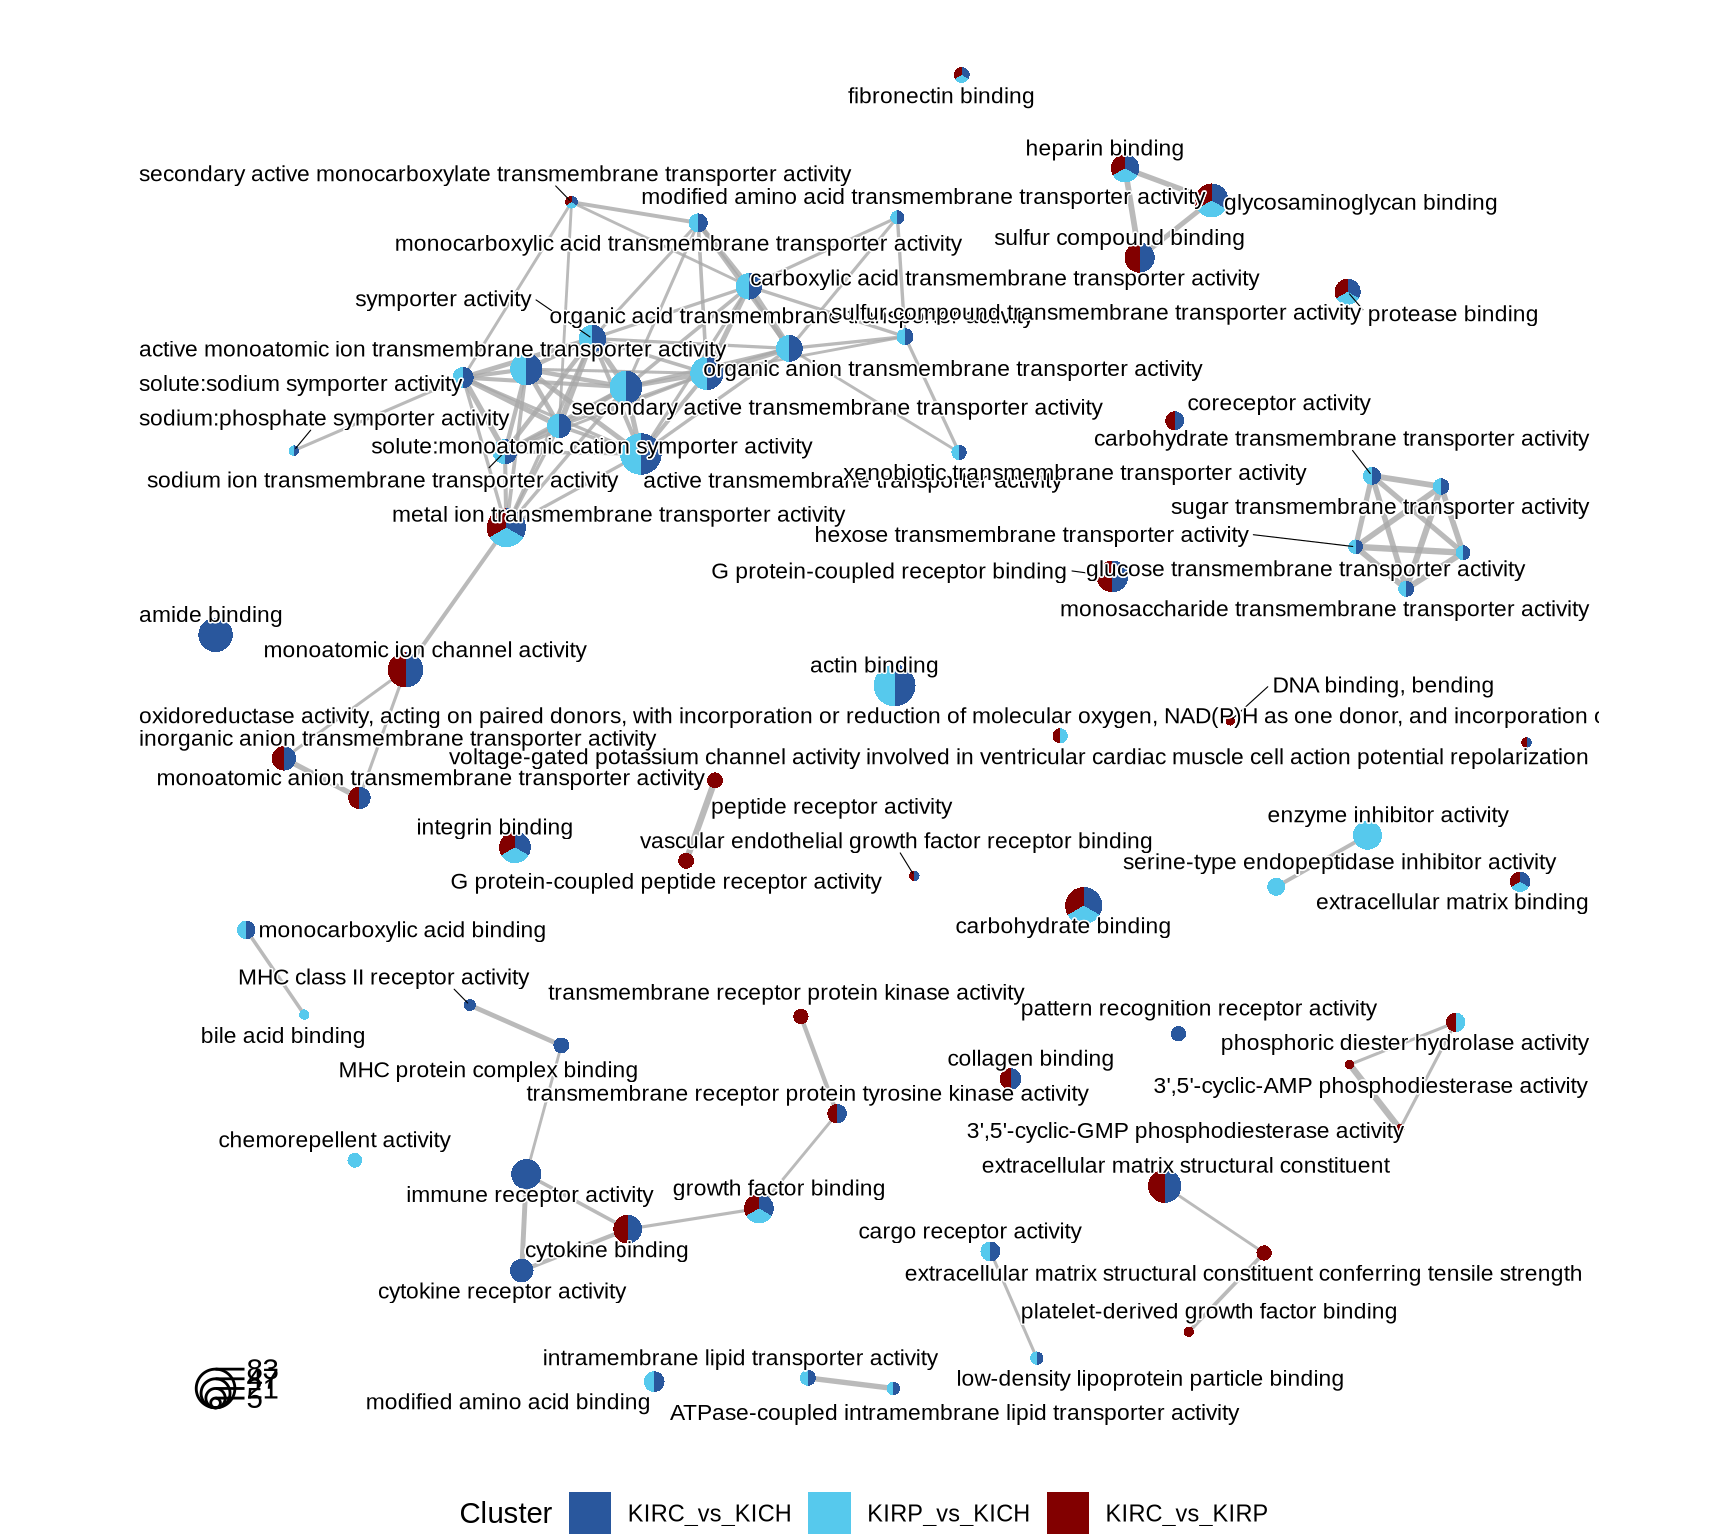 fibronectin binding
heparin binding
secondary active monocarboxylate transmembrane transporter activity
modified amino acid transmembrane transporter activity
glycosaminoglycan binding
sulfur compound binding
monocarboxylic acid transmembrane transporter activity
carboxylic acid transmembrane transporter activity
symporter activity
organic acid transmembrane transporter activity
sulfur compound transmembrane transporter activity
protease binding
active monoatomic ion transmembrane transporter activity
organic anion transmembrane transporter activity
solute:sodium symporter activity
coreceptor activity
secondary active transmembrane transporter activity
sodium:phosphate symporter activity
carbohydrate transmembrane transporter activity
solute:monoatomic cation symporter activity
xenobiotic transmembrane transporter activity
sodium ion transmembrane transporter activity
active transmembrane transporter activity
sugar transmembrane transporter activity
metal ion transmembrane transporter activity
hexose transmembrane transporter activity
G protein-coupled receptor binding
glucose transmembrane transporter activity
monosaccharide transmembrane transporter activity
amide binding
monoatomic ion channel activity
actin binding
DNA binding, bending
oxidoreductase activity, acting on paired donors, with incorporation or reduction of molecular oxygen, NAD(P)H as one donor, and incorporation
inorganic anion transmembrane transporter activity
voltage-gated potassium channel activity involved in ventricular cardiac muscle cell action potential repolarization
monoatomic anion transmembrane transporter activity
peptide receptor activity
enzyme inhibitor activity
integrin binding
vascular endothelial growth factor receptor binding
serine-type endopeptidase inhibitor activity
G protein-coupled peptide receptor activity
extracellular matrix binding
carbohydrate binding
monocarboxylic acid binding
MHC class II receptor activity
transmembrane receptor protein kinase activity
pattern recognition receptor activity
bile acid binding
phosphoric diester hydrolase activity
collagen binding
MHC protein complex binding
3',5'-cyclic-AMP phosphodiesterase activity
transmembrane receptor protein tyrosine kinase activity
3',5'-cyclic-GMP phosphodiesterase activity
chemorepellent activity
extracellular matrix structural constituent
immune receptor activity
growth factor binding
cargo receptor activity
cytokine binding
extracellular matrix structural constituent conferring tensile strength
cytokine receptor activity
platelet-derived growth factor binding
intramembrane lipid transporter activity
low-density lipoprotein particle binding
modified amino acid binding
ATPase-coupled intramembrane lipid transporter activity
83
21
5
Cluster
KIRC_vs_KICH
KIRP_vs_KICH
KIRC_vs_KIRP